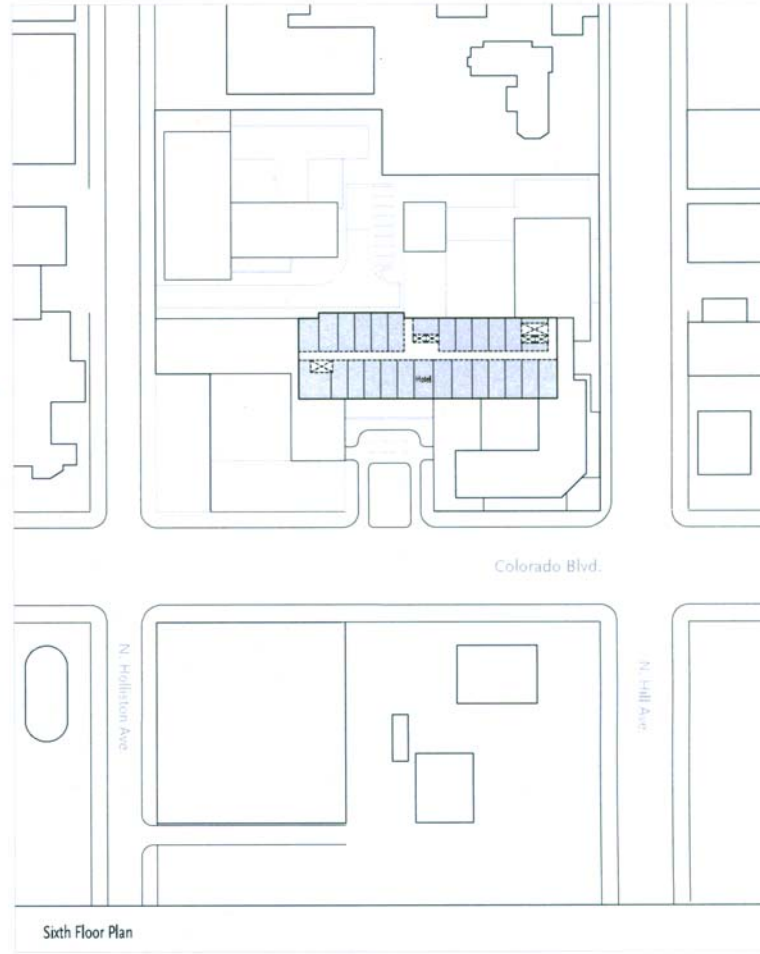 Hotel
Colorado Blvd.
N. Holliston Ave.
N. Hill Ave.
Sixth Floor Plan